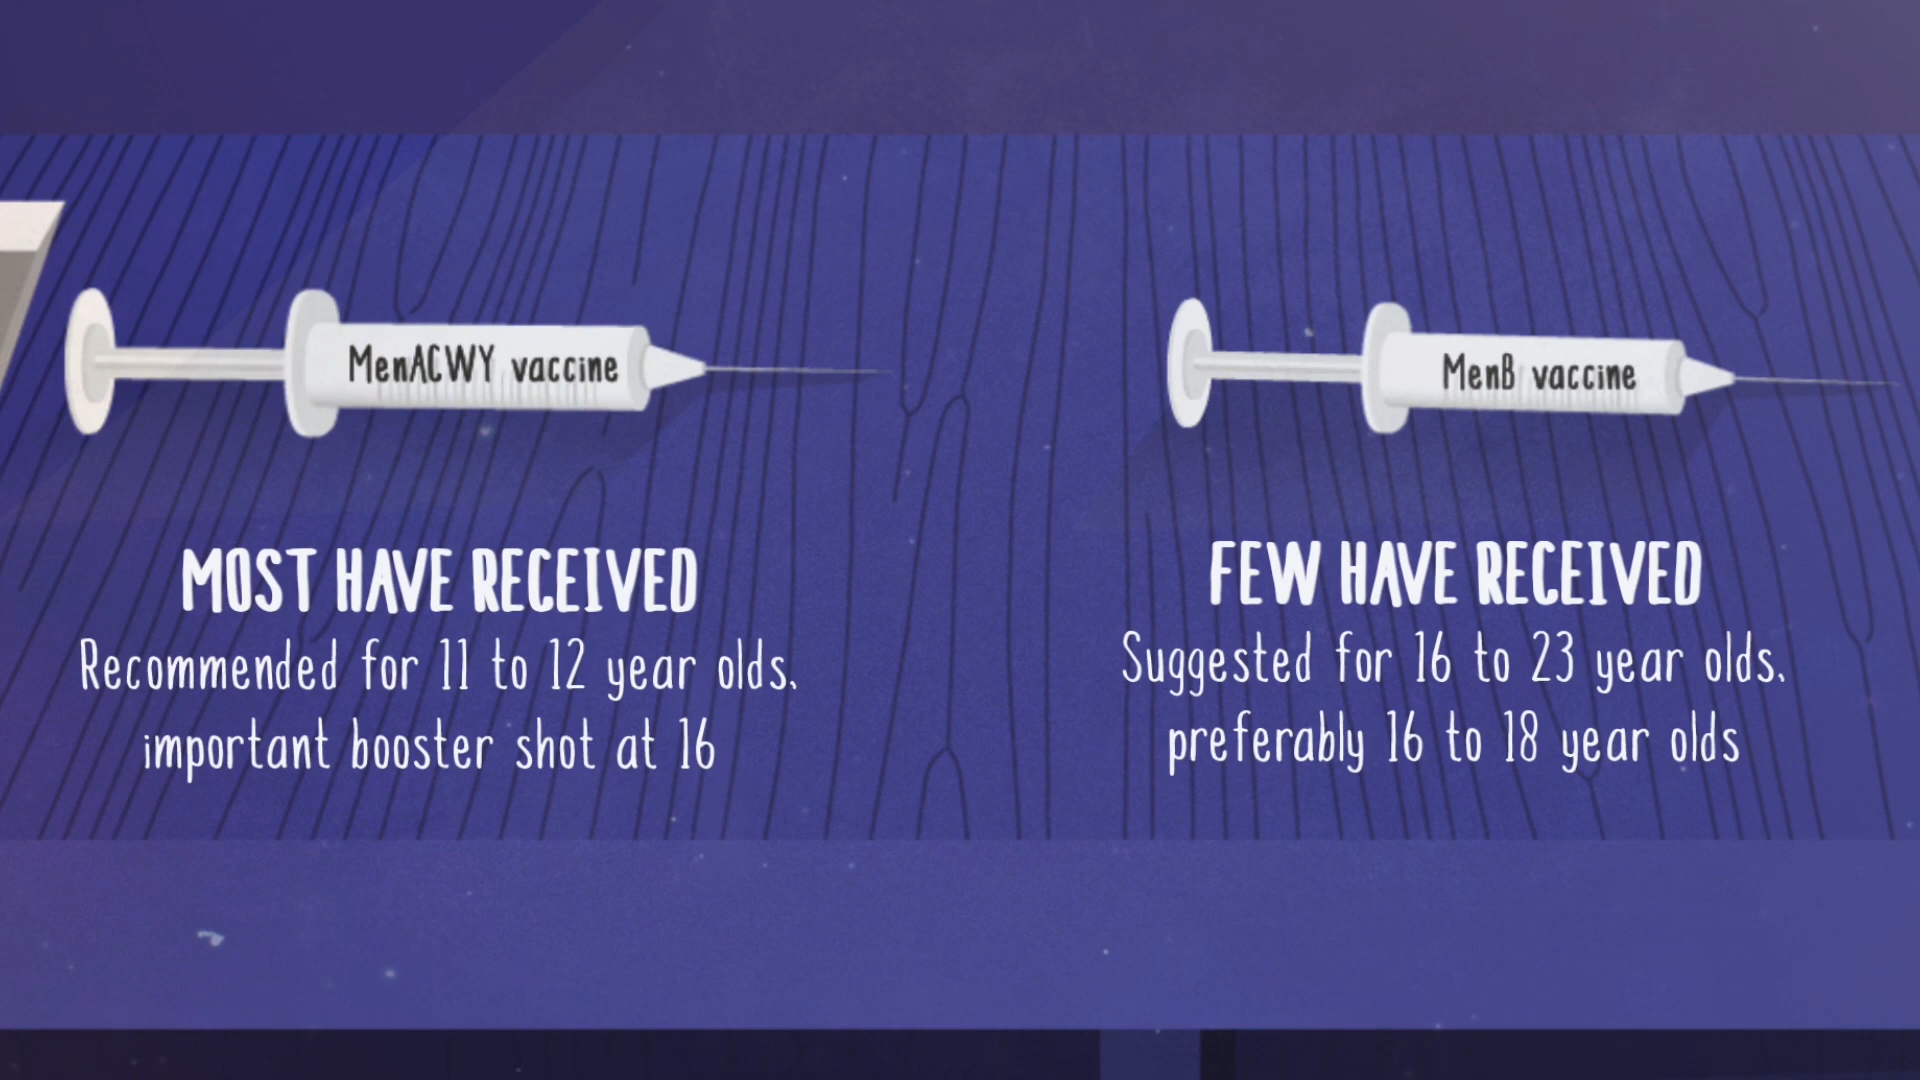 MenACWY vaccine
MOST HAVE RECEIVED
Recommended for 11 to 12 year olds,
important booster shot at 16
MenB vaccine
FEW HAVE RECEIVED
Suggested for 16 to 23 year olds,
preferably 16 to 18 year olds